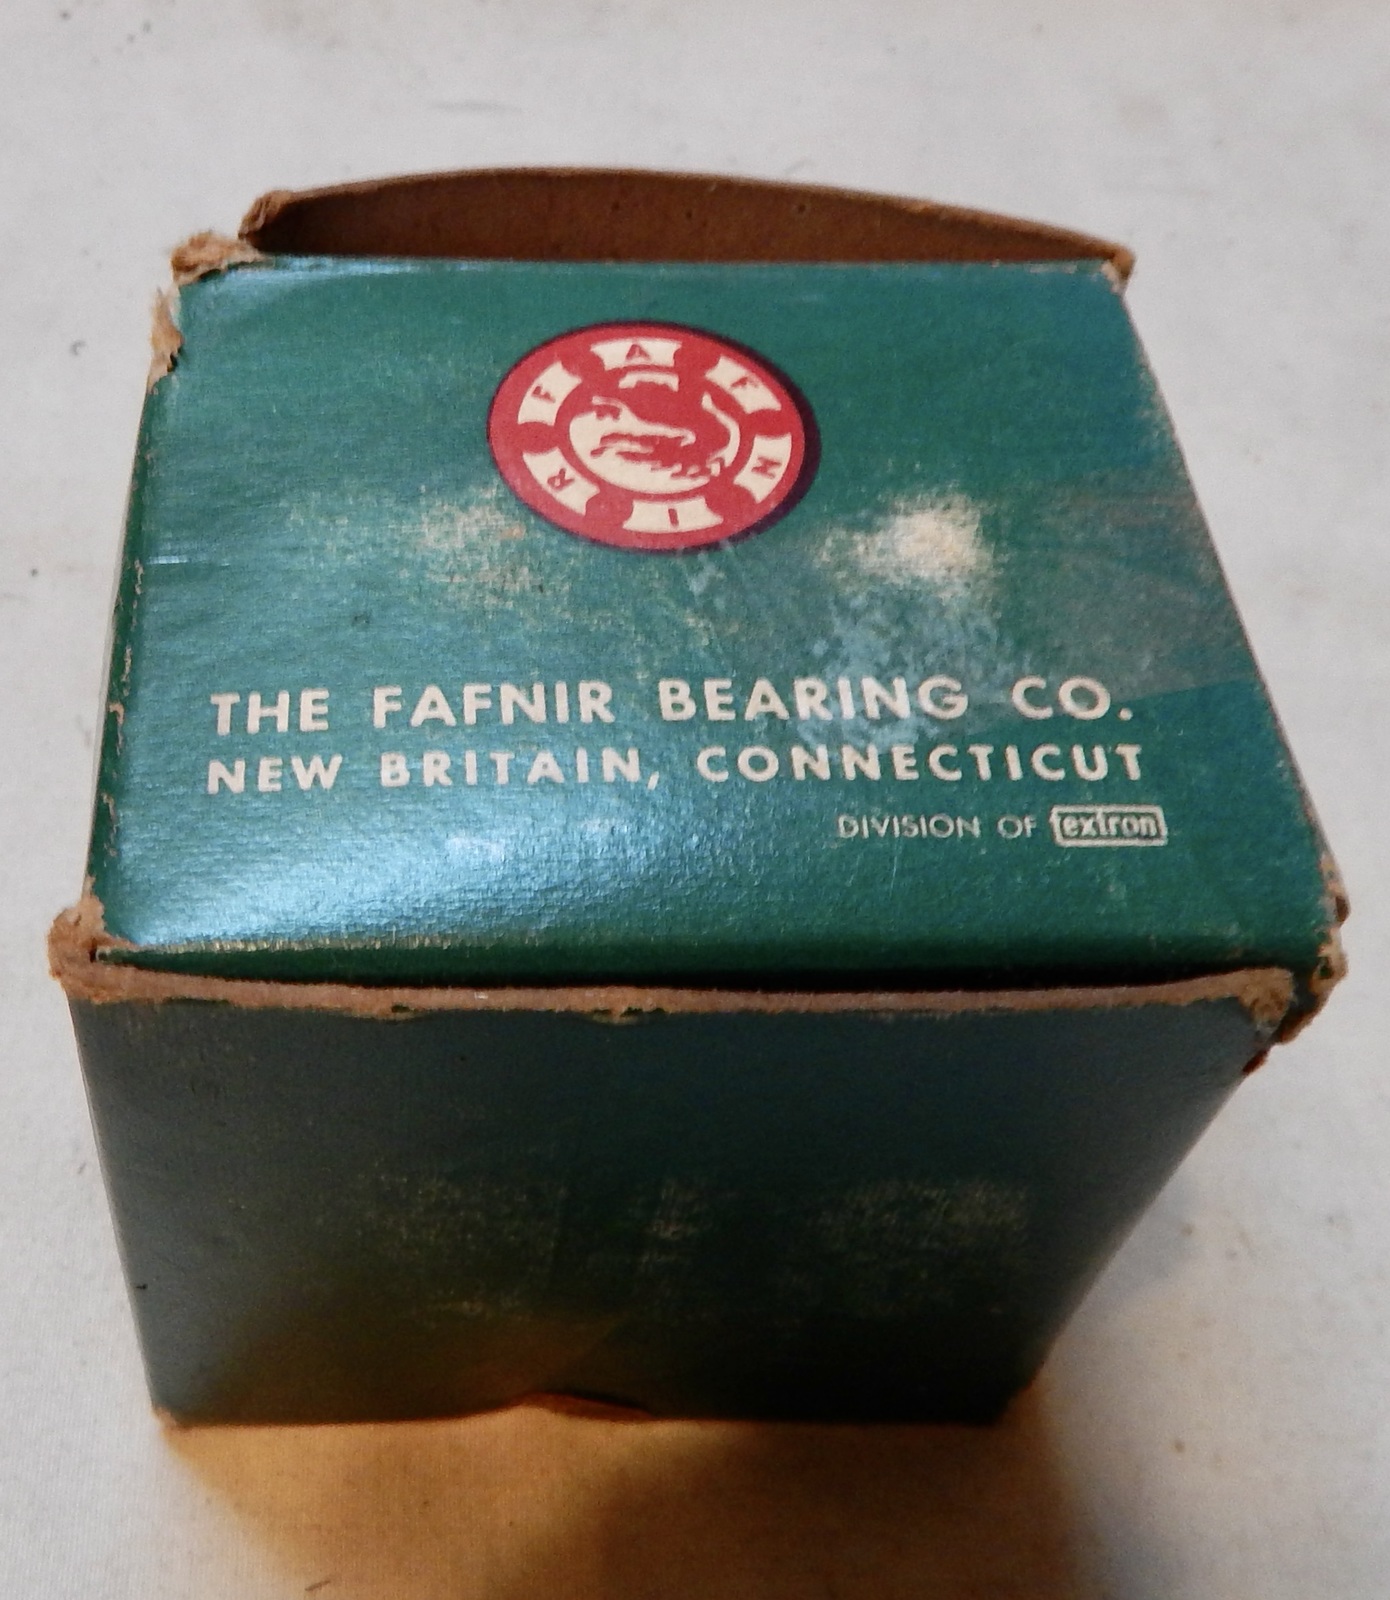 FAFNIR
THE FAFNIR BEARING CO.
NEW BRITAIN, CONNECTICUT
DIVISION OF textron